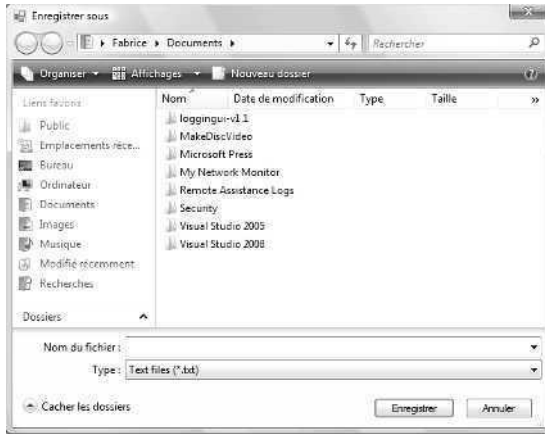 Enregistrer sous
Fabrice Documents
Rechercher
Organiser Affichages Nouveau dossier
Liens favoris
Public
Emplacements réce...
Bureau
Ordinateur
Documents
Images
Musique
Modifié récemment
Recherches
Dossiers
Nom Date de modification Type Taille »
loggingui-v1.1
MakeDiscVideo
Microsoft Press
My Network Monitor
Remote Assistance Logs
Security
Visual Studio 2005
Visual Studio 2008
Nom du fichier :
Type : Text files (*.txt)
Cacher les dossiers
Enregistrer Annuler